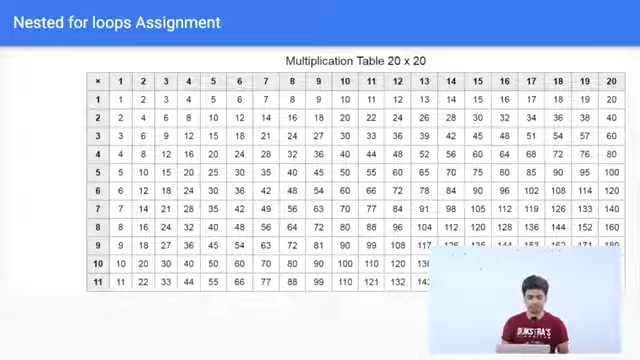 Nested for loops Assignment
Multiplication Table 20 x 20
× 1 2 3 4 5 6 7 8 9 10 11 12 13 14 15 16 17 18 19 20
1 1 2 3 4 5 6 7 8 9 10 11 12 13 14 15 16 17 18 19 20
2 2 4 6 8 10 12 14 16 18 20 22 24 26 28 30 32 34 36 38 40
3 3 6 9 12 15 18 21 24 27 30 33 36 39 42 45 48 51 54 57 60
4 4 8 12 16 20 24 28 32 36 40 44 48 52 56 60 64 68 72 76 80
5 5 10 15 20 25 30 35 40 45 50 55 60 65 70 75 80 85 90 95 100
6 6 12 18 24 30 36 42 48 54 60 66 72 78 84 90 96 102 108 114 120
7 7 14 21 28 35 42 49 56 63 70 77 84 91 98 105 112 119 126 133 140
8 8 16 24 32 40 48 56 64 72 80 88 96 104 112 120 128 136 144 152 160
9 9 18 27 36 45 54 63 72 81 90 99 108 117 126 135 144 153 162 171 180
10 10 20 30 40 50 60 70 80 90 100 110 120
11 11 22 33 44 55 66 77 88 99 110 121 132
DIJKSTRA'S